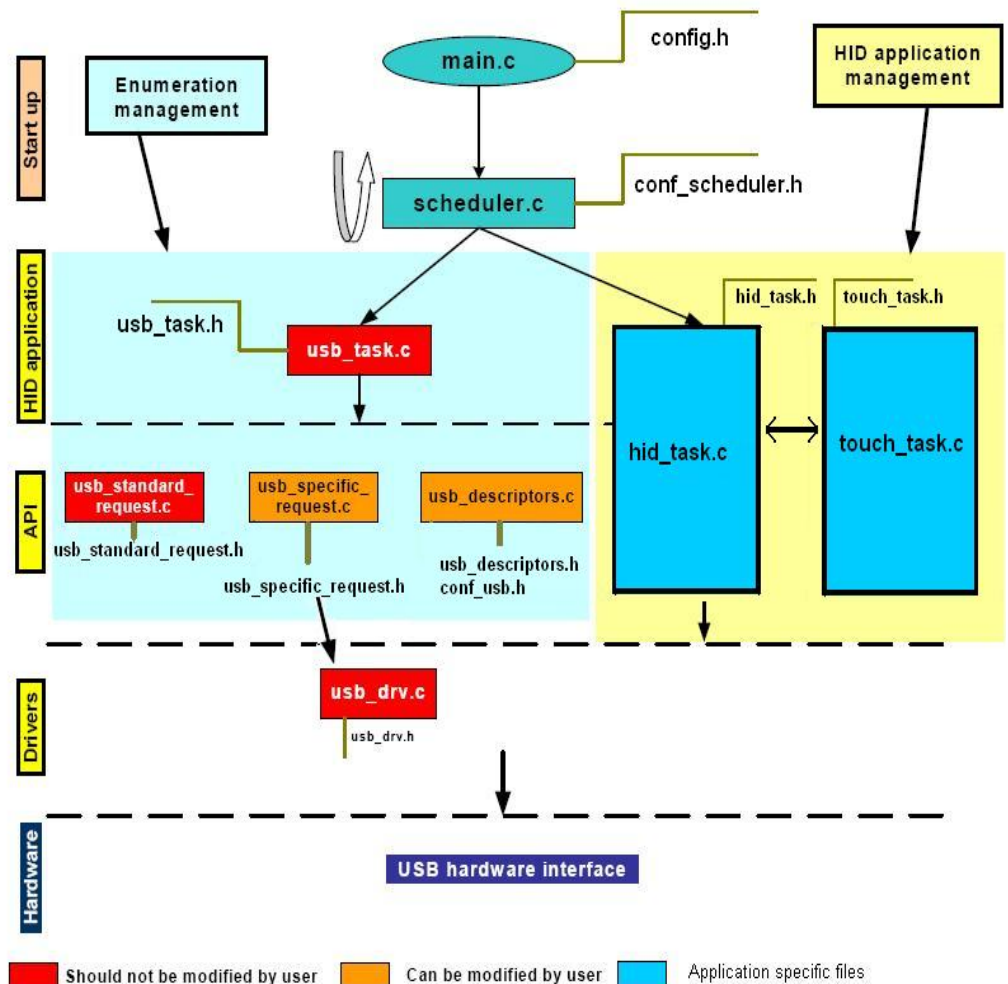 config.h
main.c
HID application
management
Enumeration
management
Start up
conf_scheduler.h
scheduler.c
HID application
hid_task.h
touch_task.h
usb_task.h
usb_task.c
hid_task.c
touch_task.c
API
usb_standard_
request.c
usb_specific_
request.c
usb_descriptors.c
usb_standard_request.h
usb_specific_request.h
usb_descriptors.h
conf_usb.h
Drivers
usb_drv.c
usb_drv.h
Hardware
USB hardware interface
Should not be modified by user
Can be modified by user
Application specific files